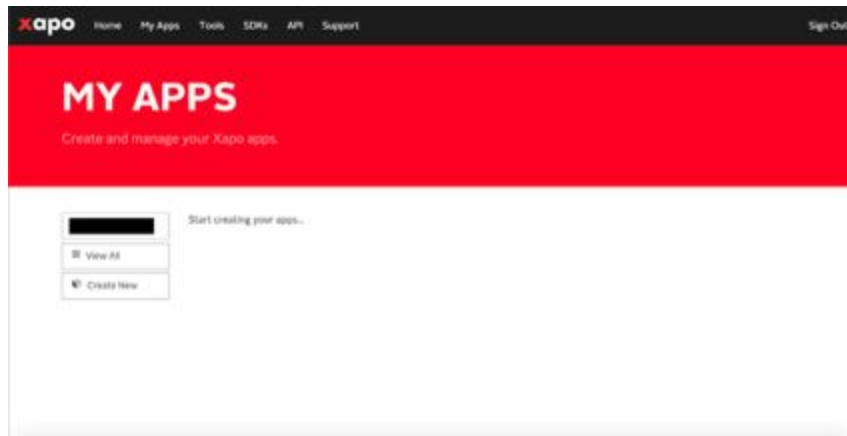 xapo Home My Apps Tools SDKs API Support Sign Out
MY APPS
Create and manage your Xapo apps.
Start creating your apps...
View All
Create New